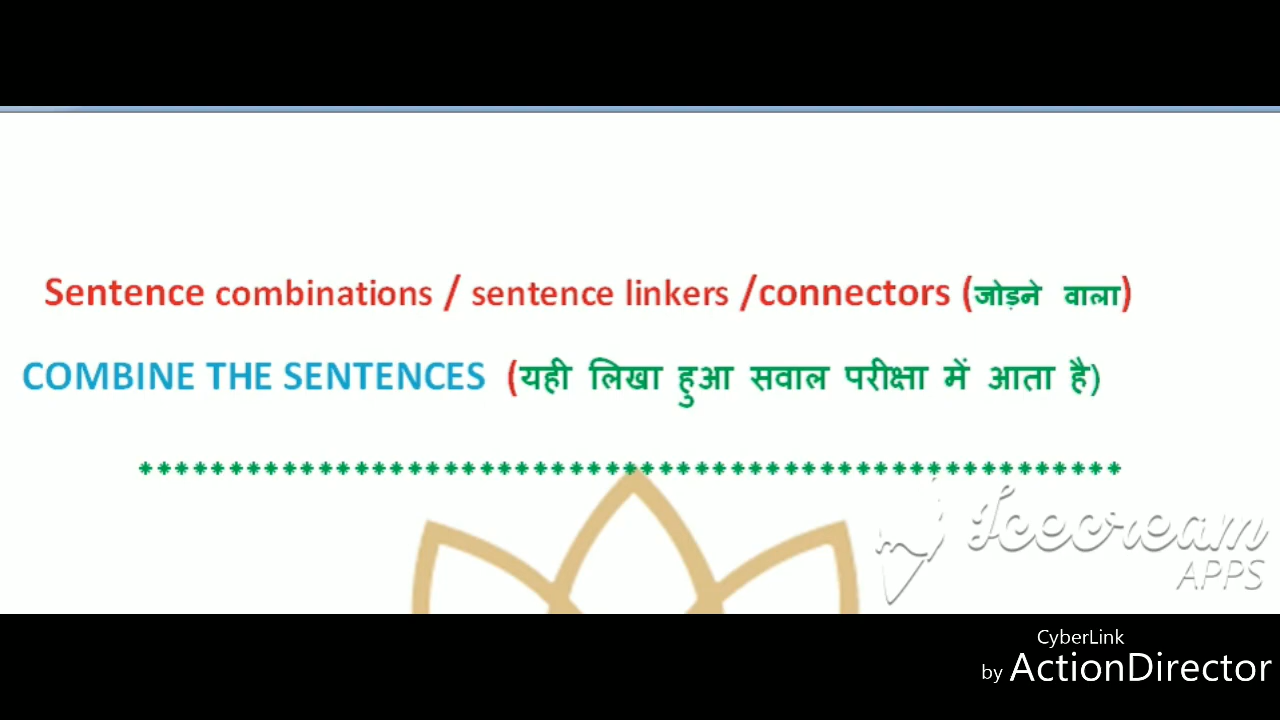 Sentence combinations / sentence linkers /connectors (जोड़ने वाला)
COMBINE THE SENTENCES (यही लिखा हुआ सवाल परीक्षा में आता है)
*******************************************************
Icecream
APPS
CyberLink
by ActionDirector